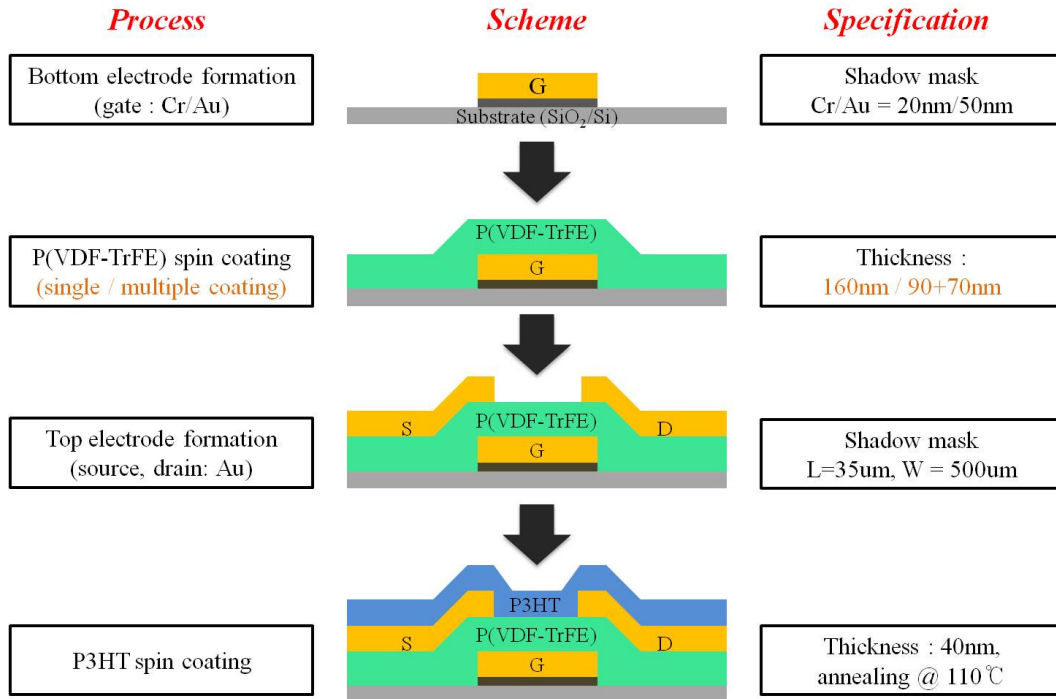 Process
Scheme
Specification
Bottom electrode formation
(gate : Cr/Au)
G
Substrate (SiO₂/Si)
Shadow mask
Cr/Au = 20nm/50nm
P(VDF-TrFE) spin coating
(single / multiple coating)
P(VDF-TrFE)
G
Thickness :
160nm / 90+70nm
Top electrode formation
(source, drain: Au)
S
P(VDF-TrFE)
D
G
Shadow mask
L=35um, W = 500um
P3HT spin coating
P3HT
S
P(VDF-TrFE)
D
G
Thickness : 40nm,
annealing @ 110℃